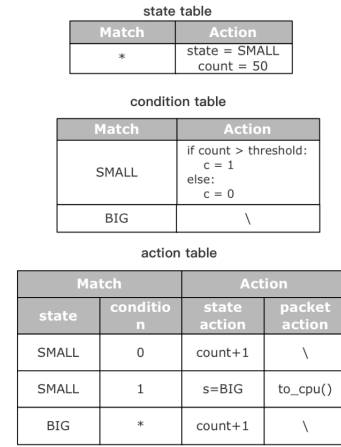 state table
Match Action
* state = SMALL
count = 50
condition table
Match Action
SMALL if count > threshold:
c = 1
else:
c = 0
BIG \
action table
Match Action
state conditio
n state
action packet
action
SMALL 0 count+1 \
SMALL 1 s=BIG to_cpu()
BIG * count+1 \